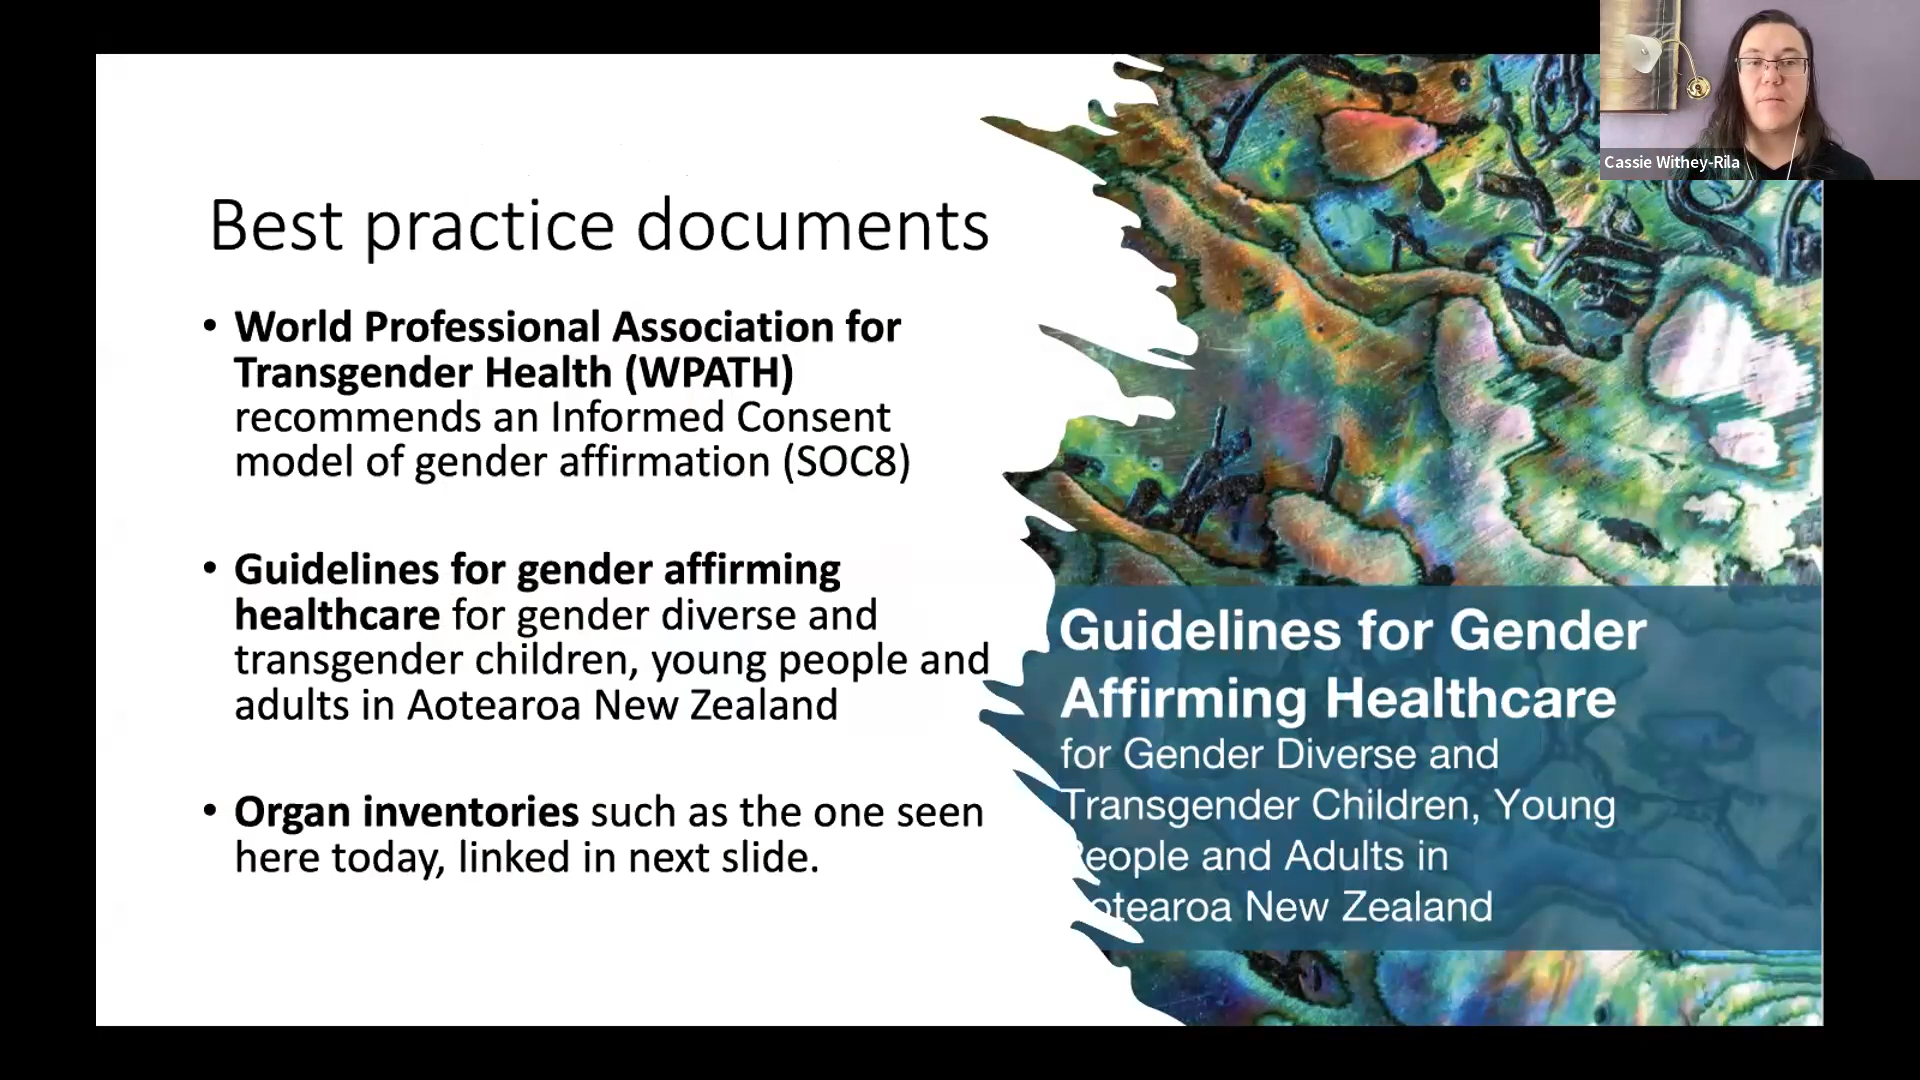 Best practice documents
• World Professional Association for
Transgender Health (WPATH)
recommends an Informed Consent
model of gender affirmation (SOC8)
• Guidelines for gender affirming
healthcare for gender diverse and
transgender children, young people and
adults in Aotearoa New Zealand
• Organ inventories such as the one seen
here today, linked in next slide.
Guidelines for Gender
Affirming Healthcare
for Gender Diverse and
Transgender Children, Young
People and Adults in
otearoa New Zealand
Cassie Withey-Rila